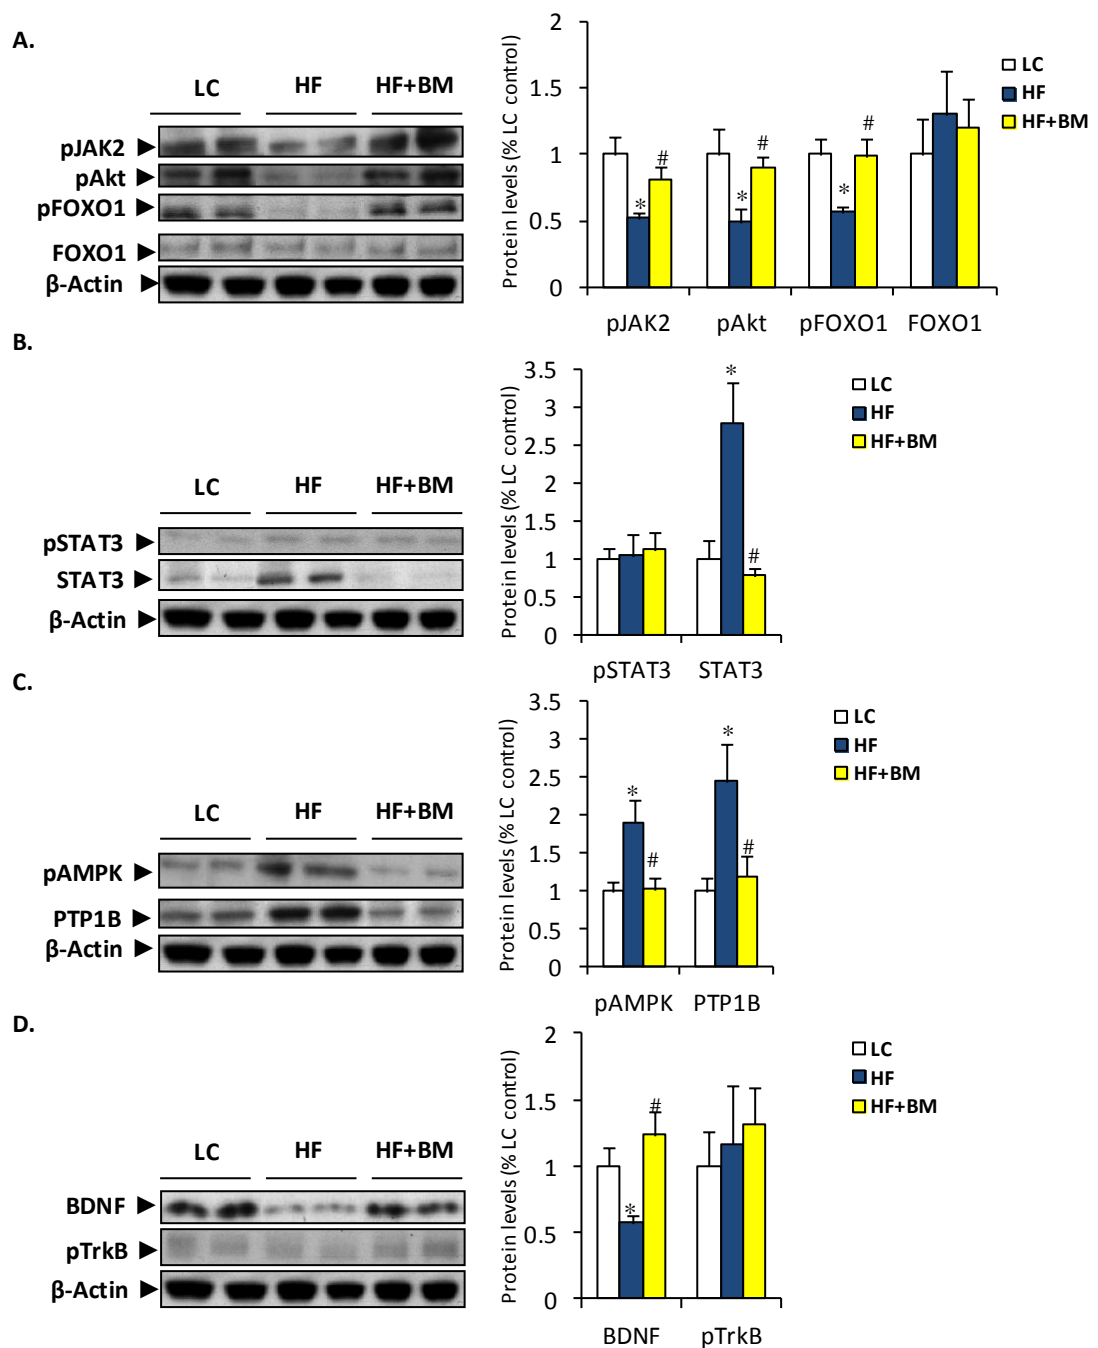 A.
LC HF HF+BM
pJAK2
pAkt
pFOXO1
FOXO1
β-Actin
Protein levels (% LC control)
2
1.5
1
0.5
0
* # * # * #
pJAK2 pAkt pFOXO1 FOXO1
LC
HF
HF+BM
B.
LC HF HF+BM
pSTAT3
STAT3
β-Actin
Protein levels (% LC control)
3.5
3
2.5
2
1.5
1
0.5
0
* #
pSTAT3 STAT3
LC
HF
HF+BM
C.
LC HF HF+BM
pAMPK
PTP1B
β-Actin
Protein levels (% LC control)
3.5
3
2.5
2
1.5
1
0.5
0
* # * #
pAMPK PTP1B
LC
HF
HF+BM
D.
LC HF HF+BM
BDNF
pTrkB
β-Actin
Protein levels (% LC control)
2
1.5
1
0.5
0
* #
BDNF pTrkB
LC
HF
HF+BM